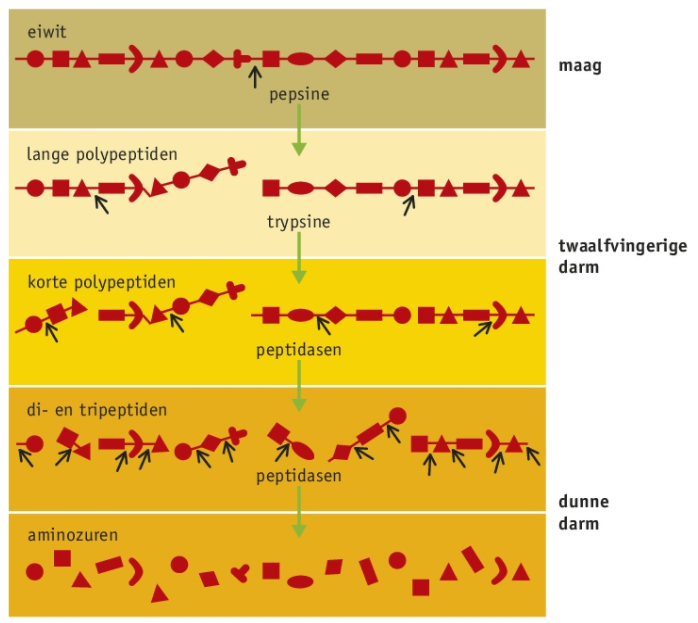 eiwit
maag
pepsine
lange polypeptiden
trypsine
twaalfvingerige
darm
korte polypeptiden
peptidasen
di- en tripeptiden
peptidasen
dunne
darm
aminozuren